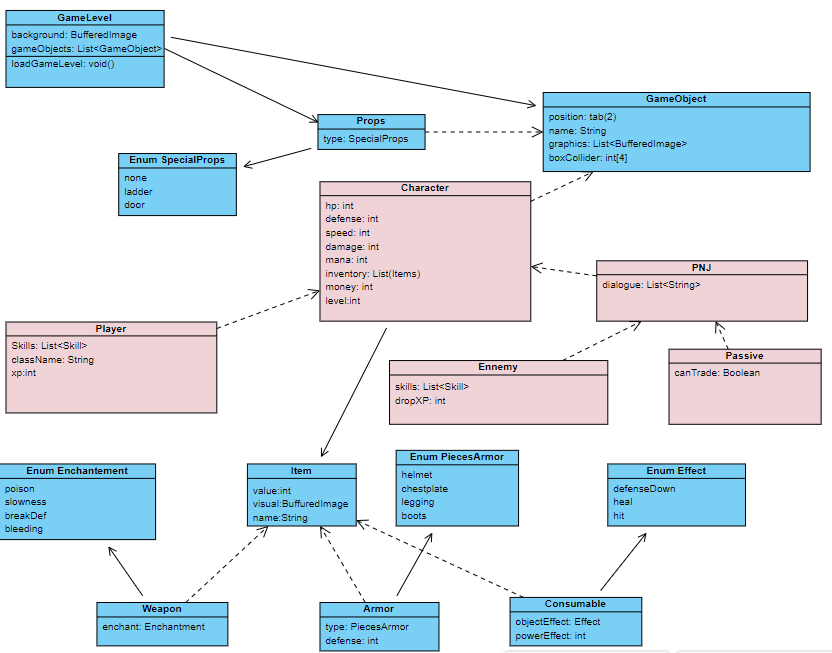 GameLevel
background: BufferedImage
gameObjects: List<GameObject>
loadGameLevel: void()
GameObject
position: tab(2)
name: String
graphics: List<BufferedImage>
boxCollider: int[4]
Props
type: SpecialProps
Enum SpecialProps
none
ladder
door
Character
hp: int
defense: int
speed: int
damage: int
mana: int
inventory: List(Items)
money: int
level:int
PNJ
dialogue: List<String>
Player
Skills: List<Skill>
className: String
xp:int
Ennemy
skills: List<Skill>
dropXP: int
Passive
canTrade: Boolean
Enum Enchantement
poison
slowness
breakDef
bleeding
Item
value:int
visual:BuffuredImage
name:String
Enum PiecesArmor
helmet
chestplate
legging
boots
Enum Effect
defenseDown
heal
hit
Weapon
enchant: Enchantment
Armor
type: PiecesArmor
defense: int
Consumable
objectEffect: Effect
powerEffect: int